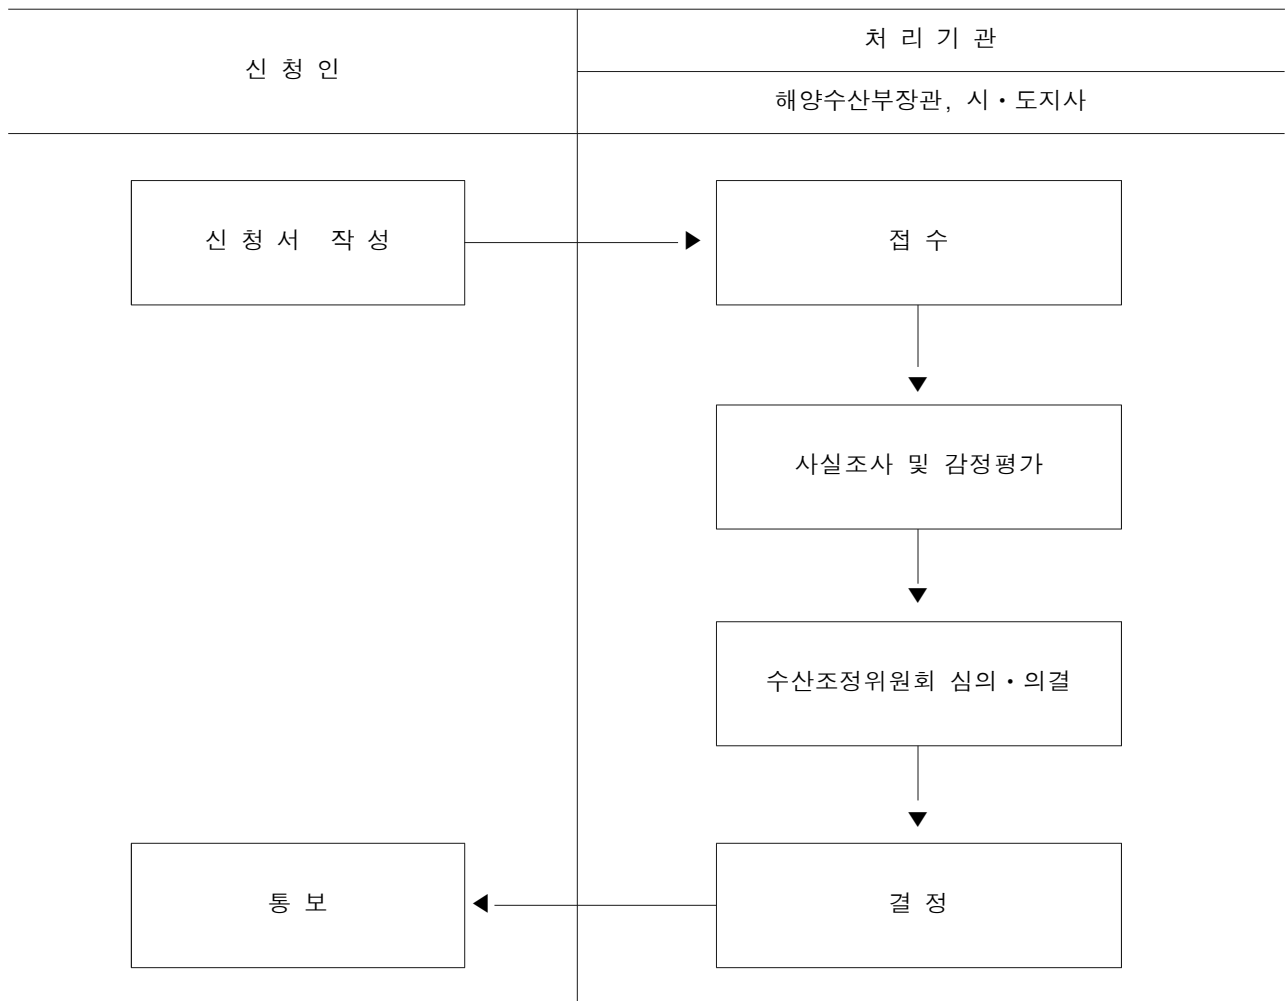 신 청 인
처 리 기 관
해양수산부장관, 시・도지사
신 청 서 작 성
접 수
사실조사 및 감정평가
수산조정위원회 심의・의결
통 보
결 정